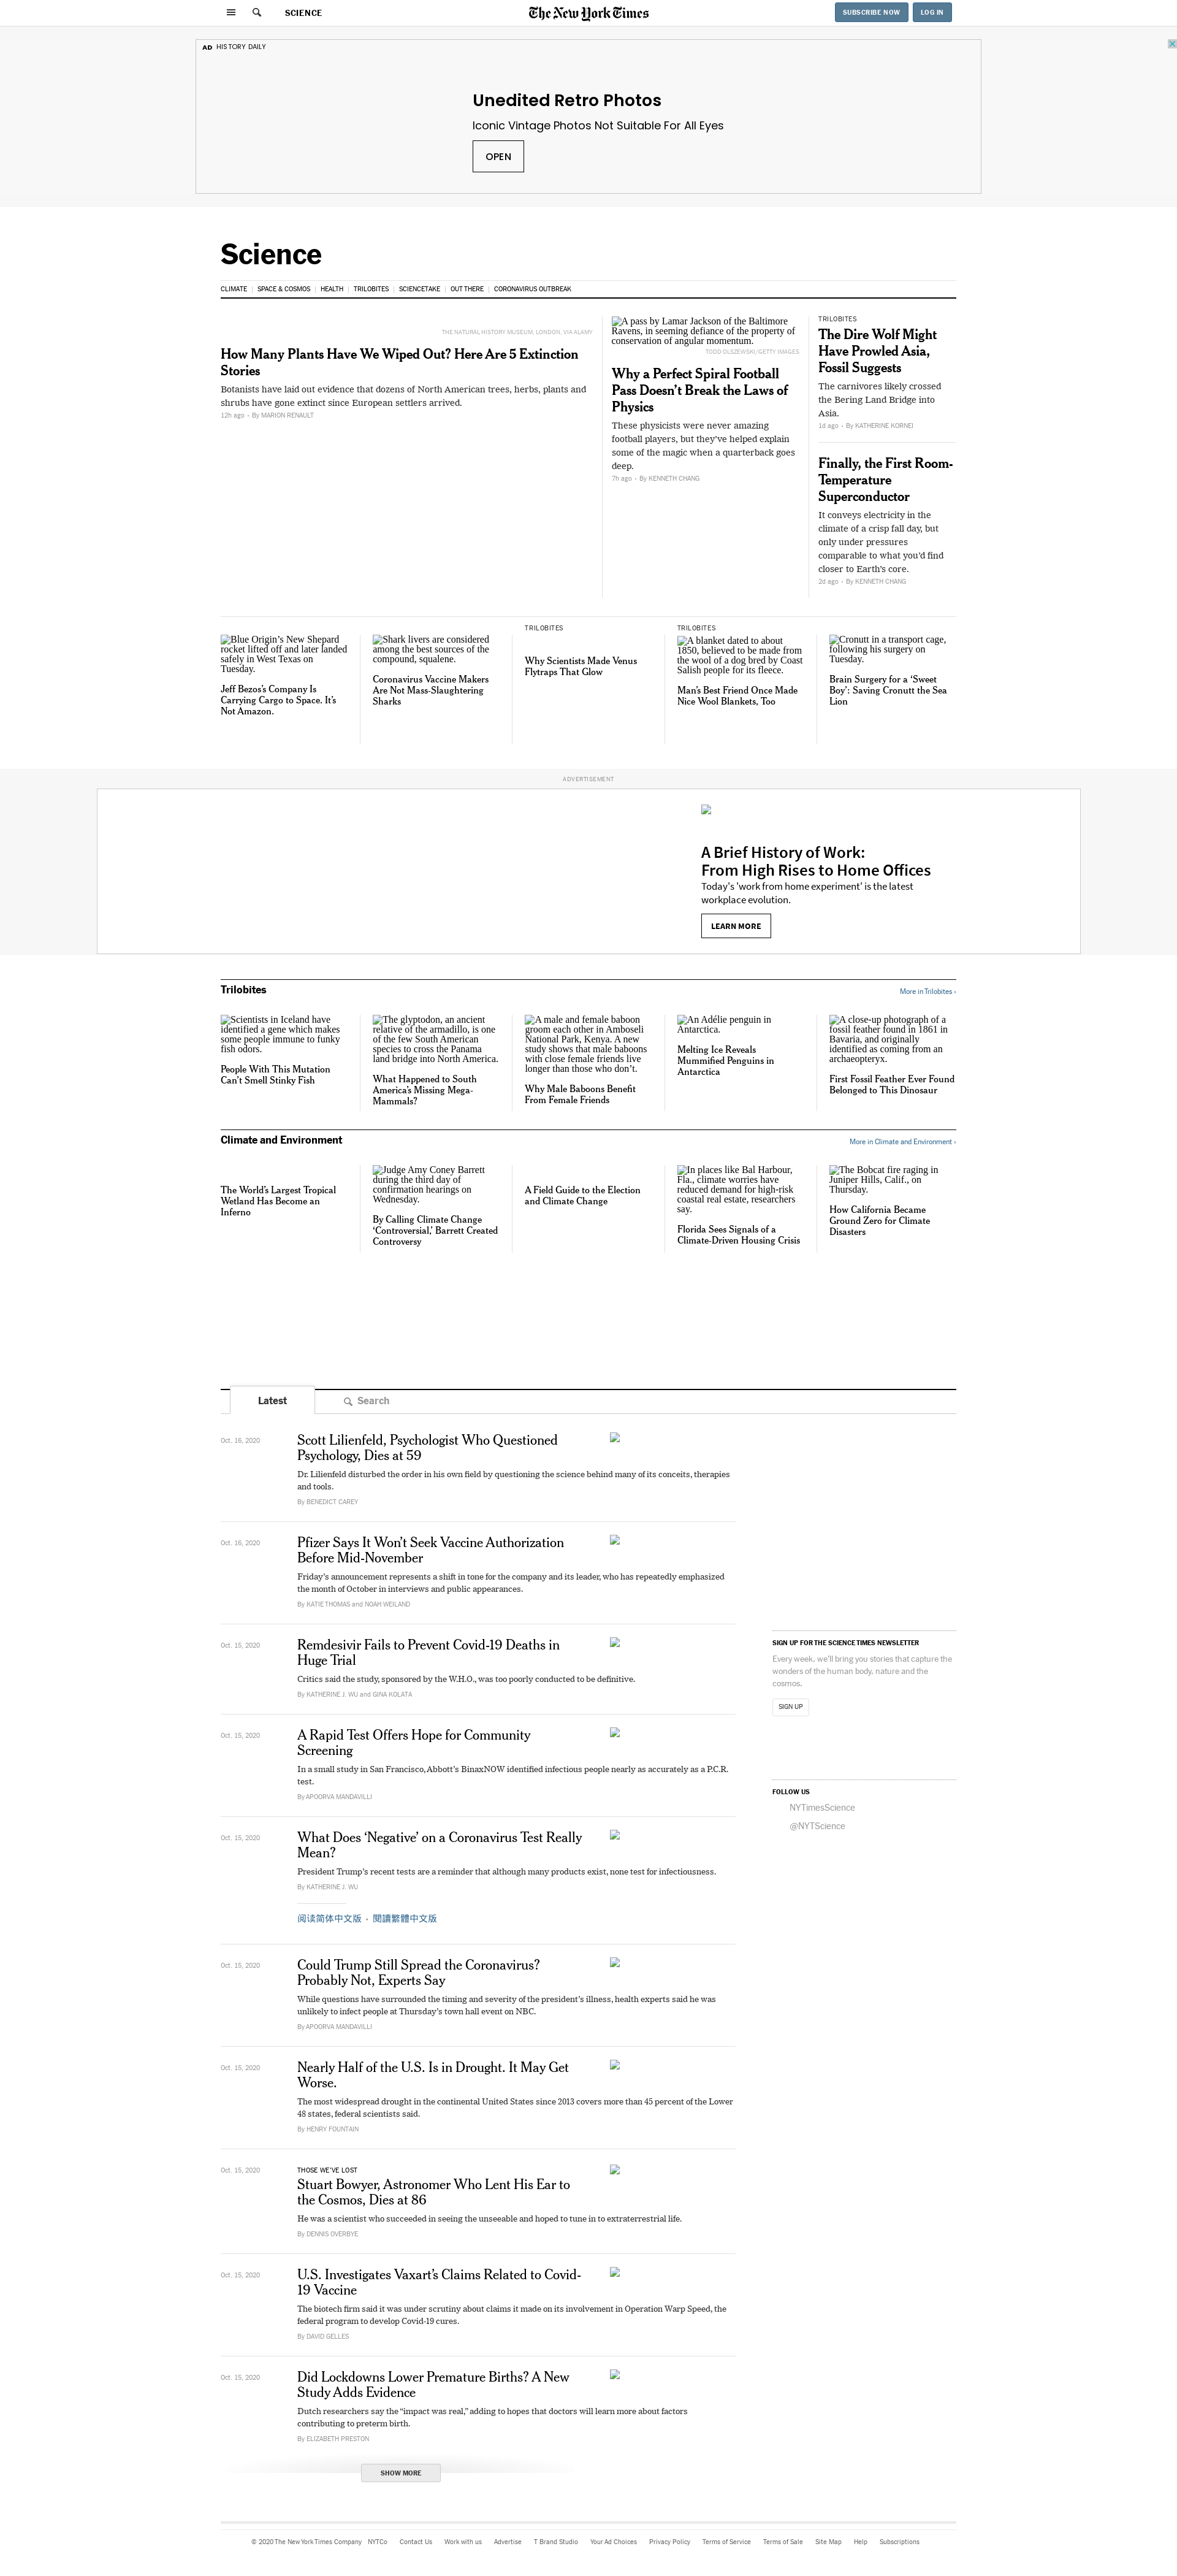 SCIENCE
The New York Times
SUBSCRIBE NOW
LOG IN
AD HISTORY DAILY
Unedited Retro Photos
Iconic Vintage Photos Not Suitable For All Eyes
OPEN
Science
CLIMATE
SPACE & COSMOS
HEALTH
TRILOBITES
SCIENCETAKE
OUT THERE
CORONAVIRUS OUTBREAK
THE NATURAL HISTORY MUSEUM, LONDON, VIA ALAMY
How Many Plants Have We Wiped Out? Here Are 5 Extinction
Stories
Botanists have laid out evidence that dozens of North American trees, herbs, plants and
shrubs have gone extinct since European settlers arrived.
12h ago • By MARION RENAULT
A pass by Lamar Jackson of the Baltimore
Ravens, in seeming defiance of the property of
conservation of angular momentum.
TODD OLSZEWSKI/GETTY IMAGES
Why a Perfect Spiral Football
Pass Doesn’t Break the Laws of
Physics
These physicists were never amazing
football players, but they’ve helped explain
some of the magic when a quarterback goes
deep.
7h ago • By KENNETH CHANG
TRILOBITES
The Dire Wolf Might
Have Prowled Asia,
Fossil Suggests
The carnivores likely crossed
the Bering Land Bridge into
Asia.
1d ago • By KATHERINE KORNEI
Finally, the First Room-
Temperature
Superconductor
It conveys electricity in the
climate of a crisp fall day, but
only under pressures
comparable to what you’d find
closer to Earth’s core.
2d ago • By KENNETH CHANG
Blue Origin’s New Shepard
rocket lifted off and later landed
safely in West Texas on
Tuesday.
Jeff Bezos’s Company Is
Carrying Cargo to Space. It’s
Not Amazon.
Shark livers are considered
among the best sources of the
compound, squalene.
Coronavirus Vaccine Makers
Are Not Mass-Slaughtering
Sharks
TRILOBITES
Why Scientists Made Venus
Flytraps That Glow
TRILOBITES
A blanket dated to about
1850, believed to be made from
the wool of a dog bred by Coast
Salish people for its fleece.
Man’s Best Friend Once Made
Nice Wool Blankets, Too
Cronutt in a transport cage,
following his surgery on
Tuesday.
Brain Surgery for a ‘Sweet
Boy’: Saving Cronutt the Sea
Lion
ADVERTISEMENT
A Brief History of Work:
From High Rises to Home Offices
Today's 'work from home experiment' is the latest
workplace evolution.
LEARN MORE
Trilobites
More in Trilobites ›
Scientists in Iceland have
identified a gene which makes
some people immune to funky
fish odors.
People With This Mutation
Can’t Smell Stinky Fish
The glyptodon, an ancient
relative of the armadillo, is one
of the few South American
species to cross the Panama
land bridge into North America.
What Happened to South
America’s Missing Mega-
Mammals?
A male and female baboon
groom each other in Amboseli
National Park, Kenya. A new
study shows that male baboons
with close female friends live
longer than those who don’t.
Why Male Baboons Benefit
From Female Friends
An Adélie penguin in
Antarctica.
Melting Ice Reveals
Mummified Penguins in
Antarctica
A close-up photograph of a
fossil feather found in 1861 in
Bavaria, and originally
identified as coming from an
archaeopteryx.
First Fossil Feather Ever Found
Belonged to This Dinosaur
Climate and Environment
More in Climate and Environment ›
The World’s Largest Tropical
Wetland Has Become an
Inferno
Judge Amy Coney Barrett
during the third day of
confirmation hearings on
Wednesday.
By Calling Climate Change
‘Controversial,’ Barrett Created
Controversy
A Field Guide to the Election
and Climate Change
In places like Bal Harbour,
Fla., climate worries have
reduced demand for high-risk
coastal real estate, researchers
say.
Florida Sees Signals of a
Climate-Driven Housing Crisis
The Bobcat fire raging in
Juniper Hills, Calif., on
Thursday.
How California Became
Ground Zero for Climate
Disasters
Latest
Search
Oct. 16, 2020
Scott Lilienfeld, Psychologist Who Questioned
Psychology, Dies at 59
Dr. Lilienfeld disturbed the order in his own field by questioning the science behind many of its conceits, therapies
and tools.
By BENEDICT CAREY
Oct. 16, 2020
Pfizer Says It Won’t Seek Vaccine Authorization
Before Mid-November
Friday’s announcement represents a shift in tone for the company and its leader, who has repeatedly emphasized
the month of October in interviews and public appearances.
By KATIE THOMAS and NOAH WEILAND
Oct. 15, 2020
Remdesivir Fails to Prevent Covid-19 Deaths in
Huge Trial
Critics said the study, sponsored by the W.H.O., was too poorly conducted to be definitive.
By KATHERINE J. WU and GINA KOLATA
Oct. 15, 2020
A Rapid Test Offers Hope for Community
Screening
In a small study in San Francisco, Abbott’s BinaxNOW identified infectious people nearly as accurately as a P.C.R.
test.
By APOORVA MANDAVILLI
Oct. 15, 2020
What Does ‘Negative’ on a Coronavirus Test Really
Mean?
President Trump’s recent tests are a reminder that although many products exist, none test for infectiousness.
By KATHERINE J. WU
阅读简体中文版 • 閱讀繁體中文版
Oct. 15, 2020
Could Trump Still Spread the Coronavirus?
Probably Not, Experts Say
While questions have surrounded the timing and severity of the president’s illness, health experts said he was
unlikely to infect people at Thursday’s town hall event on NBC.
By APOORVA MANDAVILLI
Oct. 15, 2020
Nearly Half of the U.S. Is in Drought. It May Get
Worse.
The most widespread drought in the continental United States since 2013 covers more than 45 percent of the Lower
48 states, federal scientists said.
By HENRY FOUNTAIN
Oct. 15, 2020
THOSE WE’VE LOST
Stuart Bowyer, Astronomer Who Lent His Ear to
the Cosmos, Dies at 86
He was a scientist who succeeded in seeing the unseeable and hoped to tune in to extraterrestrial life.
By DENNIS OVERBYE
Oct. 15, 2020
U.S. Investigates Vaxart’s Claims Related to Covid-
19 Vaccine
The biotech firm said it was under scrutiny about claims it made on its involvement in Operation Warp Speed, the
federal program to develop Covid-19 cures.
By DAVID GELLES
Oct. 15, 2020
Did Lockdowns Lower Premature Births? A New
Study Adds Evidence
Dutch researchers say the “impact was real,” adding to hopes that doctors will learn more about factors
contributing to preterm birth.
By ELIZABETH PRESTON
SHOW MORE
SIGN UP FOR THE SCIENCE TIMES NEWSLETTER
Every week, we'll bring you stories that capture the
wonders of the human body, nature and the
cosmos.
SIGN UP
FOLLOW US
NYTimesScience
@NYTScience
© 2020 The New York Times Company
NYTCo
Contact Us
Work with us
Advertise
T Brand Studio
Your Ad Choices
Privacy Policy
Terms of Service
Terms of Sale
Site Map
Help
Subscriptions